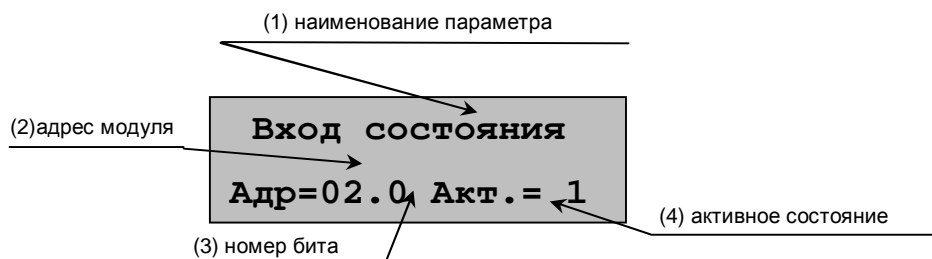 (1) наименование параметра
Вход состояния
(2)адрес модуля
Адр=02.0 Акт.= 1
(4) активное состояние
(3) номер бита